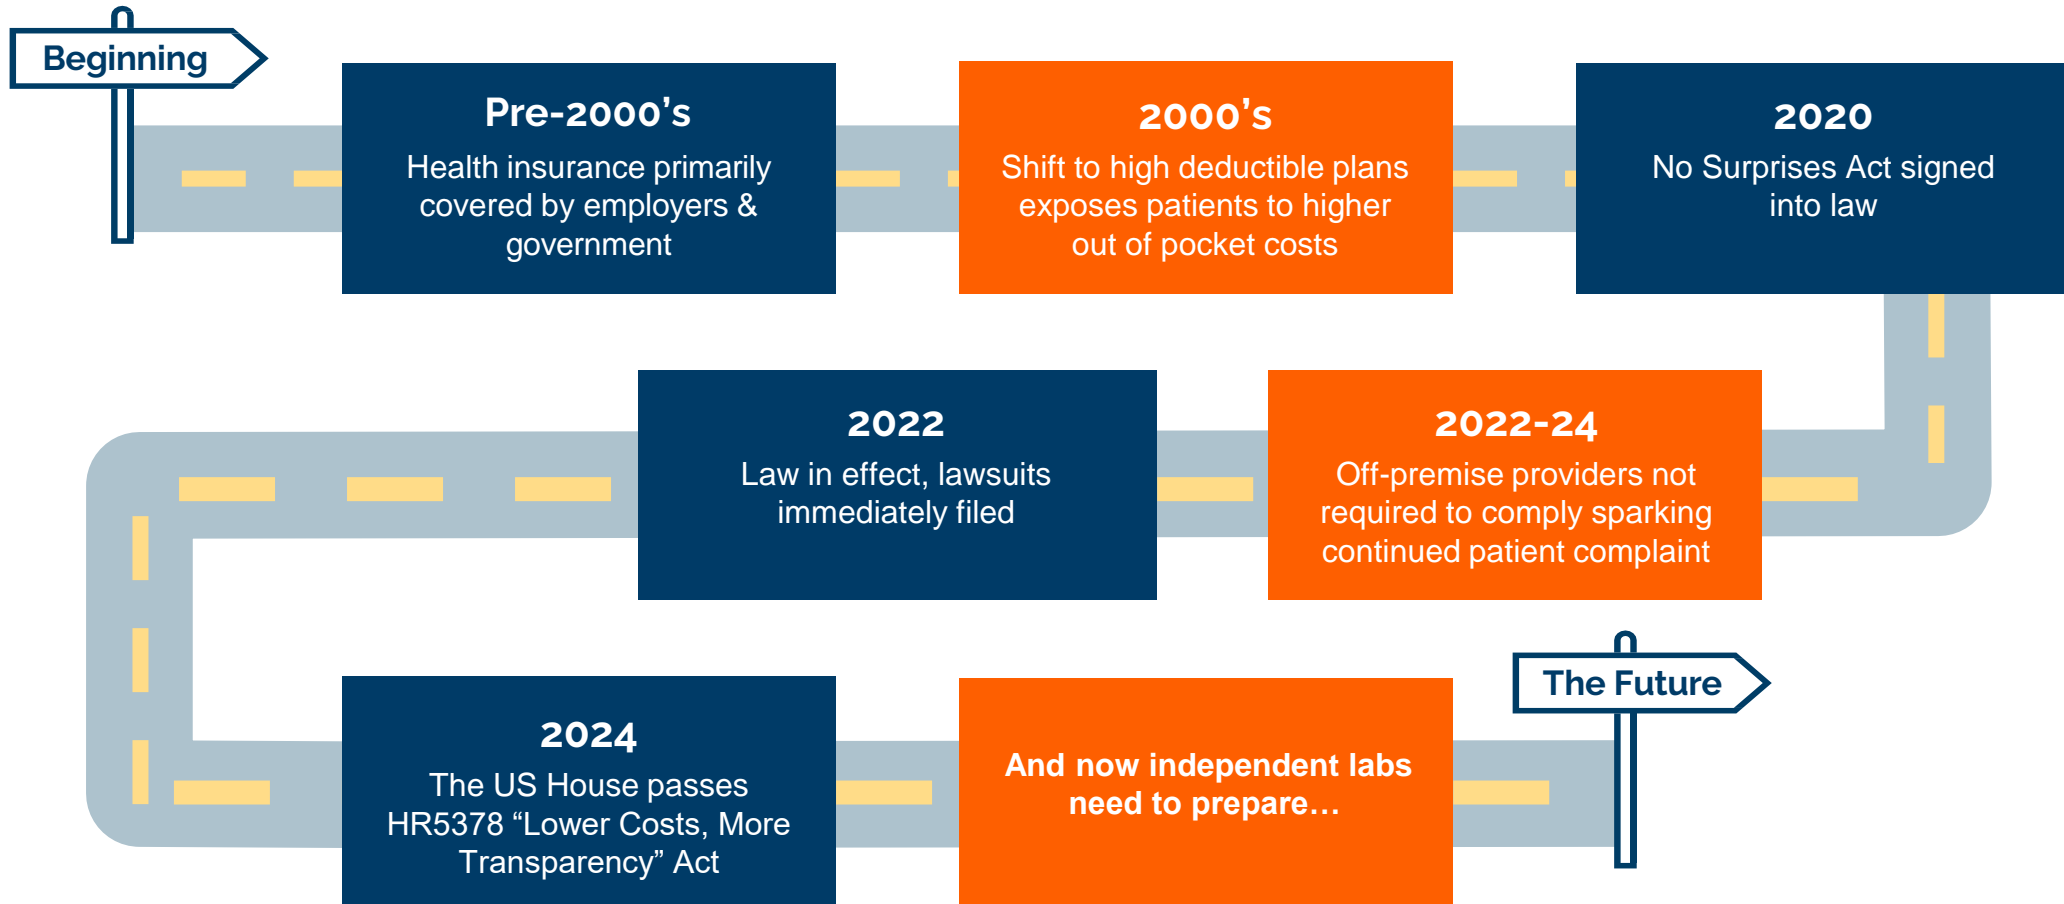 Beginning
Pre-2000's
Health insurance primarily
covered by employers &
government
2000's
Shift to high deductible plans
exposes patients to higher
out of pocket costs
2020
No Surprises Act signed
into law
2022-24
Off-premise providers not
required to comply sparking
continued patient complaint
2022
Law in effect, lawsuits
immediately filed
2024
The US House passes
HR5378 “Lower Costs, More
Transparency” Act
And now independent labs
need to prepare…
The Future